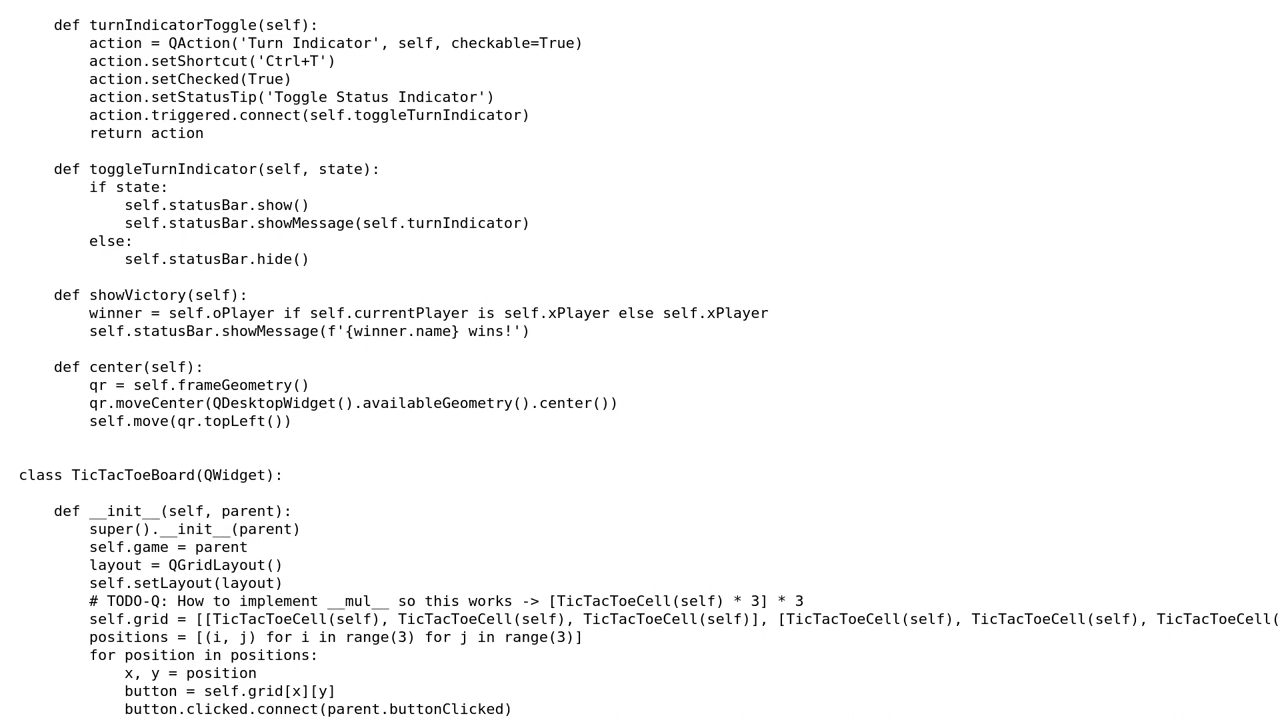 def turnIndicatorToggle(self):
        action = QAction('Turn Indicator', self, checkable=True)
        action.setShortcut('Ctrl+T')
        action.setChecked(True)
        action.setStatusTip('Toggle Status Indicator')
        action.triggered.connect(self.toggleTurnIndicator)
        return action

    def toggleTurnIndicator(self, state):
        if state:
            self.statusBar.show()
            self.statusBar.showMessage(self.turnIndicator)
        else:
            self.statusBar.hide()

    def showVictory(self):
        winner = self.oPlayer if self.currentPlayer is self.xPlayer else self.xPlayer
        self.statusBar.showMessage(f'{winner.name} wins!')

    def center(self):
        qr = self.frameGeometry()
        qr.moveCenter(QDesktopWidget().availableGeometry().center())
        self.move(qr.topLeft())


class TicTacToeBoard(QWidget):

    def __init__(self, parent):
        super().__init__(parent)
        self.game = parent
        layout = QGridLayout()
        self.setLayout(layout)
        # TODO-Q: How to implement __mul__ so this works -> [TicTacToeCell(self) * 3] * 3
        self.grid = [[TicTacToeCell(self), TicTacToeCell(self), TicTacToeCell(self)], [TicTacToeCell(self), TicTacToeCell(self), TicTacToeCell(
        positions = [(i, j) for i in range(3) for j in range(3)]
        for position in positions:
            x, y = position
            button = self.grid[x][y]
            button.clicked.connect(parent.buttonClicked)